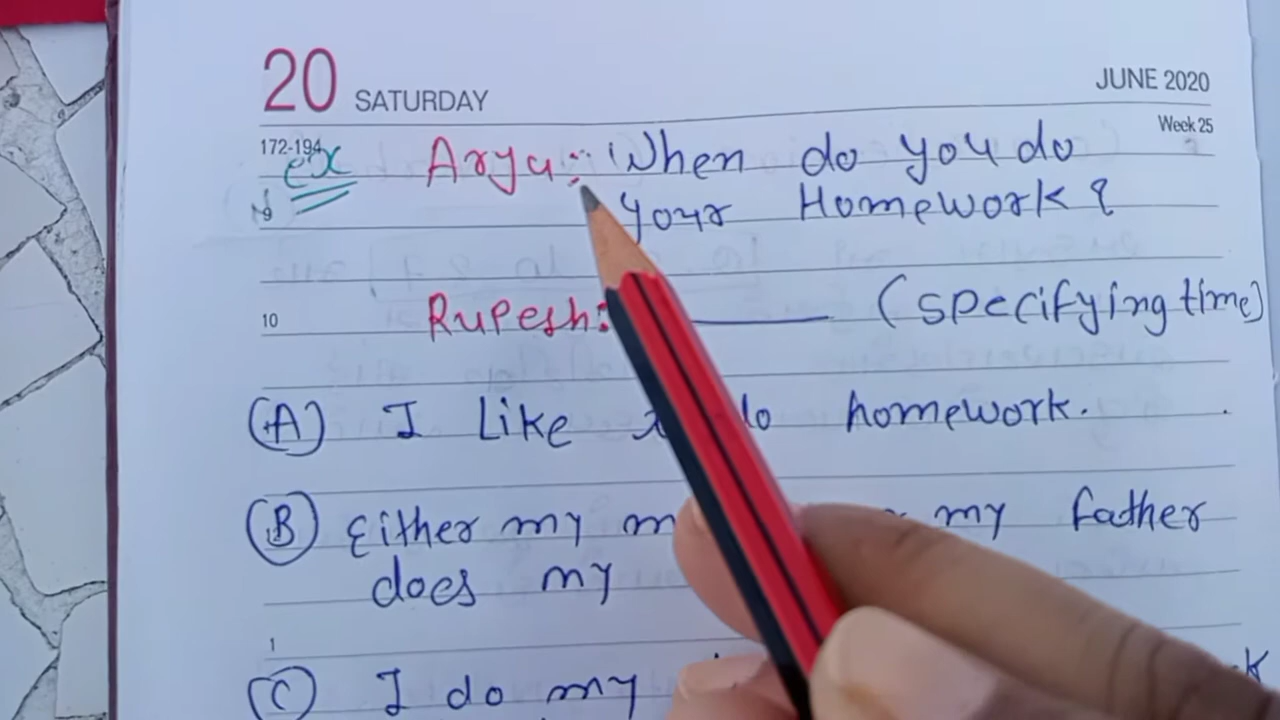 20 SATURDAY JUNE 2020
172-194 Week 25
ex Arya: When do you do
9 your Homework?
10 Rupesh: (specifying time)
(A) I Like do homework.
(B) Either my my father
does my
1
(C) I do my